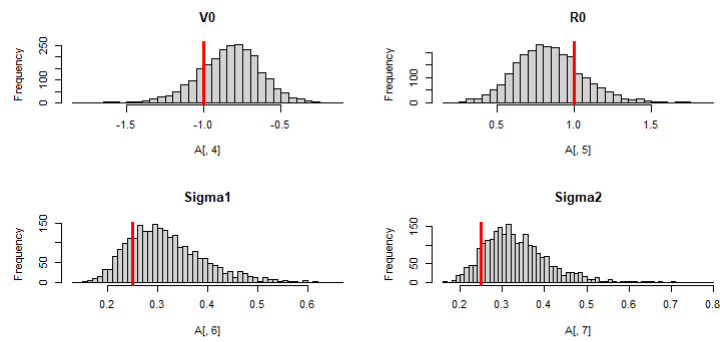 V0
Frequency
0 100 250
-1.5 -1.0 -0.5
A[, 4]
R0
Frequency
0 100
0.5 1.0 1.5
A[, 5]
Sigma1
Frequency
0 50 150
0.2 0.3 0.4 0.5 0.6
A[, 6]
Sigma2
Frequency
0 50 150
0.2 0.3 0.4 0.5 0.6 0.7 0.8
A[, 7]